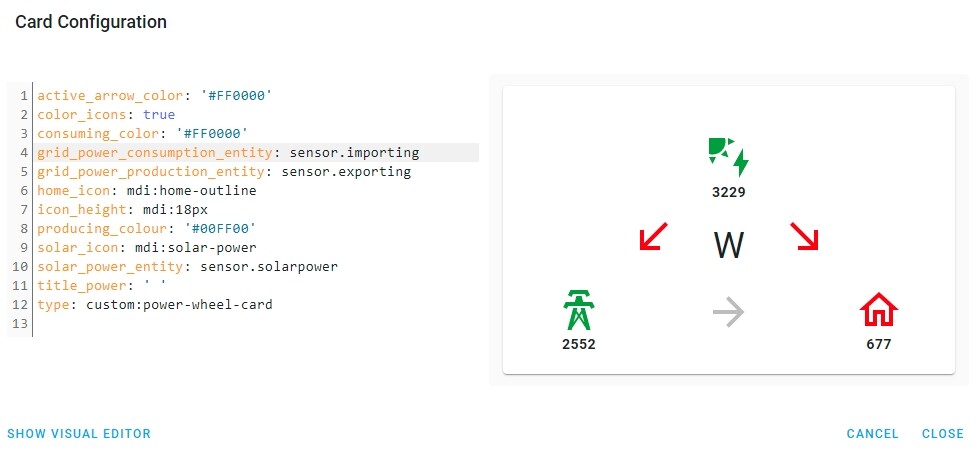 Card Configuration
1 active_arrow_color: '#FF0000'
2 color_icons: true
3 consuming_color: '#FF0000'
4 grid_power_consumption_entity: sensor.importing
5 grid_power_production_entity: sensor.exporting
6 home_icon: mdi:home-outline
7 icon_height: mdi:18px
8 producing_colour: '#00FF00'
9 solar_icon: mdi:solar-power
10 solar_power_entity: sensor.solarpower
11 title_power: ' '
12 type: custom:power-wheel-card
13
3229
W
2552
677
SHOW VISUAL EDITOR
CANCEL
CLOSE